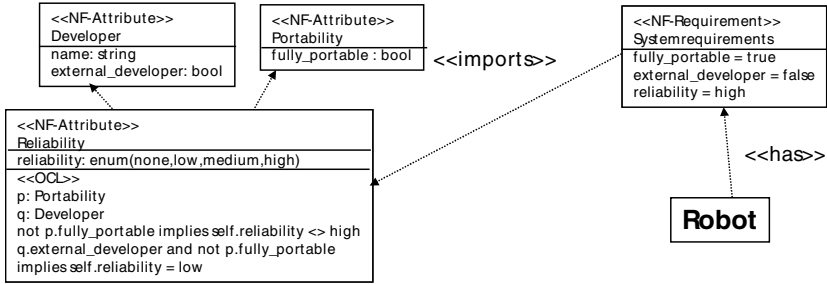 <<NF-Attribute>>
Developer
name: string
external_developer: bool
<<NF-Attribute>>
Portability
fully_portable : bool
<<imports>>
<<NF-Requirement>>
Systemrequirements
fully_portable = true
external_developer = false
reliability = high
<<NF-Attribute>>
Reliability
reliability: enum(none,low,medium,high)
<<OCL>>
p: Portability
q: Developer
not p.fully_portable implies self.reliability <> high
q.external_developer and not p.fully_portable
implies self.reliability = low
<<has>>
Robot